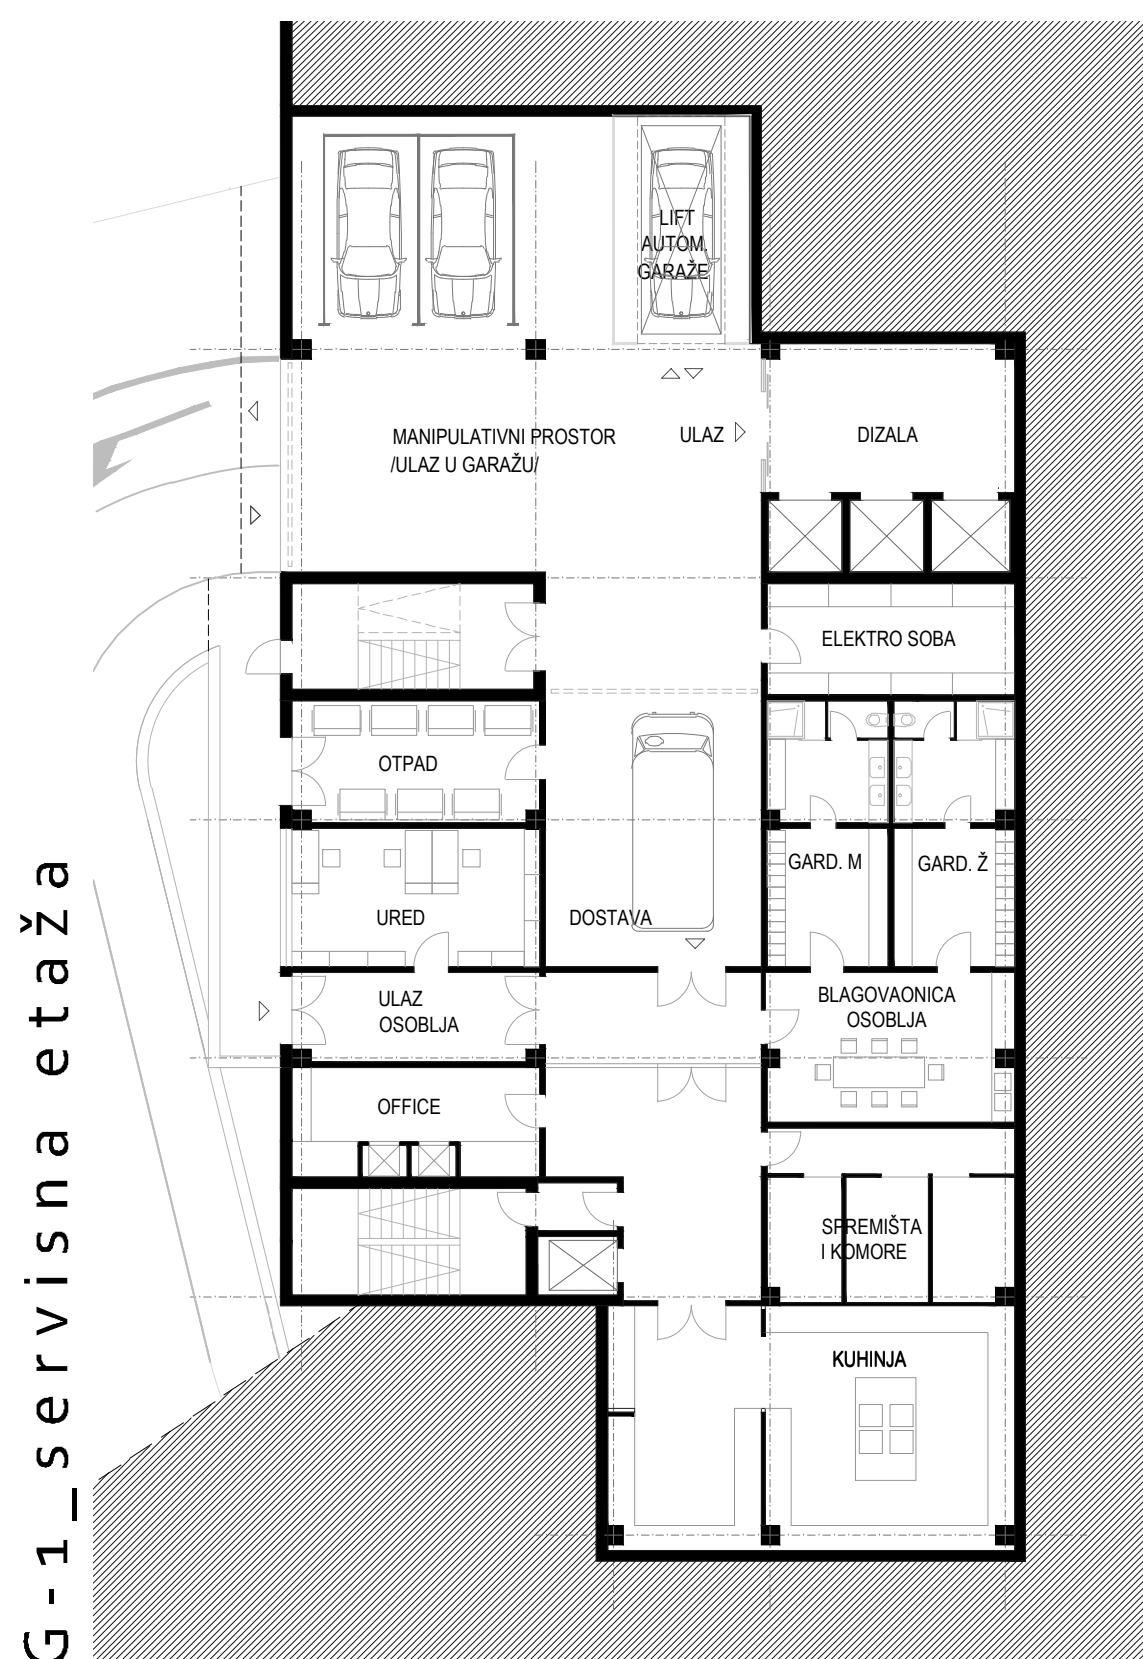 LIFT
AUTOM.
GARAŽE
MANIPULATIVNI PROSTOR
/ULAZ U GARAŽU/
ULAZ
DIZALA
ELEKTRO SOBA
OTPAD
GARD. M
GARD. Ž
URED
DOSTAVA
ULAZ
OSOBLJA
BLAGOVAONICA
OSOBLJA
OFFICE
SPREMIŠTA
I KOMORE
KUHINJA
G-1_servisna etaža